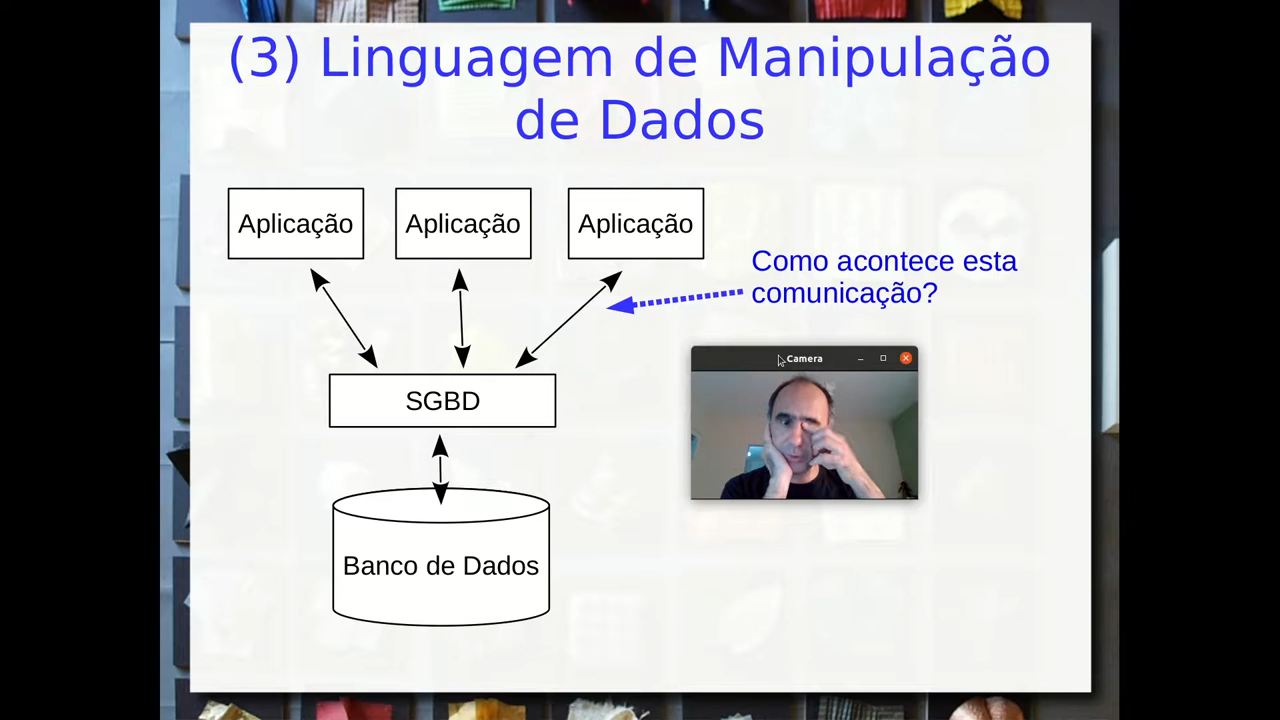 (3) Linguagem de Manipulação
de Dados
Aplicação
Aplicação
Aplicação
Como acontece esta
comunicação?
Camera
SGBD
Banco de Dados